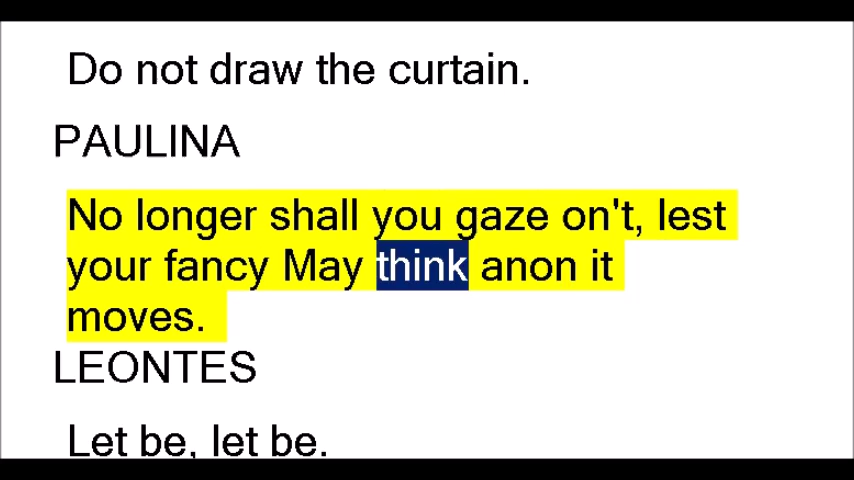 Do not draw the curtain.
PAULINA
No longer shall you gaze on't, lest
your fancy May think anon it
moves.
LEONTES
Let be, let be.